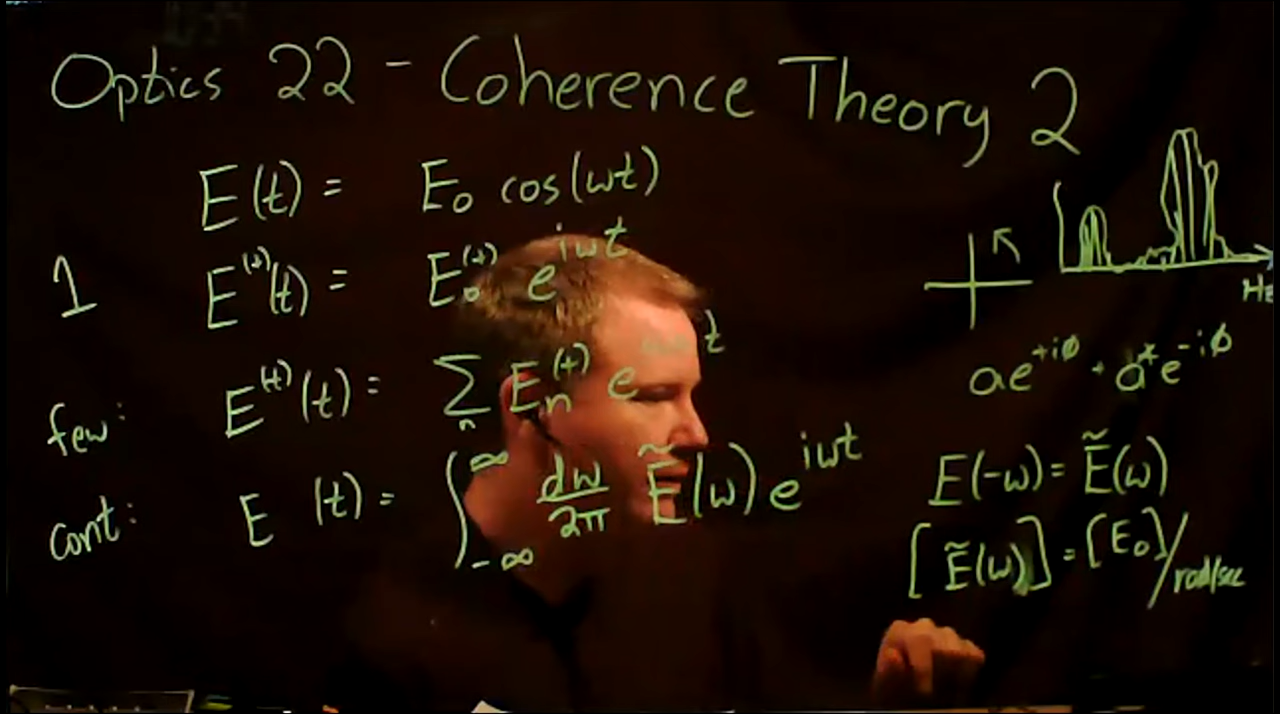 Optics 22 - Coherence Theory 2
E(t) = E₀ cos(ωt)
1 E⁽⁺⁾(t) = E₀⁽⁺⁾ e^{iωt}
Hz
few: E⁽⁺⁾(t) = Σₙ Eₙ⁽⁺⁾ e t
ae^{+iφ} + a*e^{-iφ}
cont: E (t) = ∫_{-∞}^{∞} dω/2π Ẽ(ω) e^{iωt}
E(-ω) = Ẽ(ω)
[Ẽ(ω)] = [E₀]/rad/sec